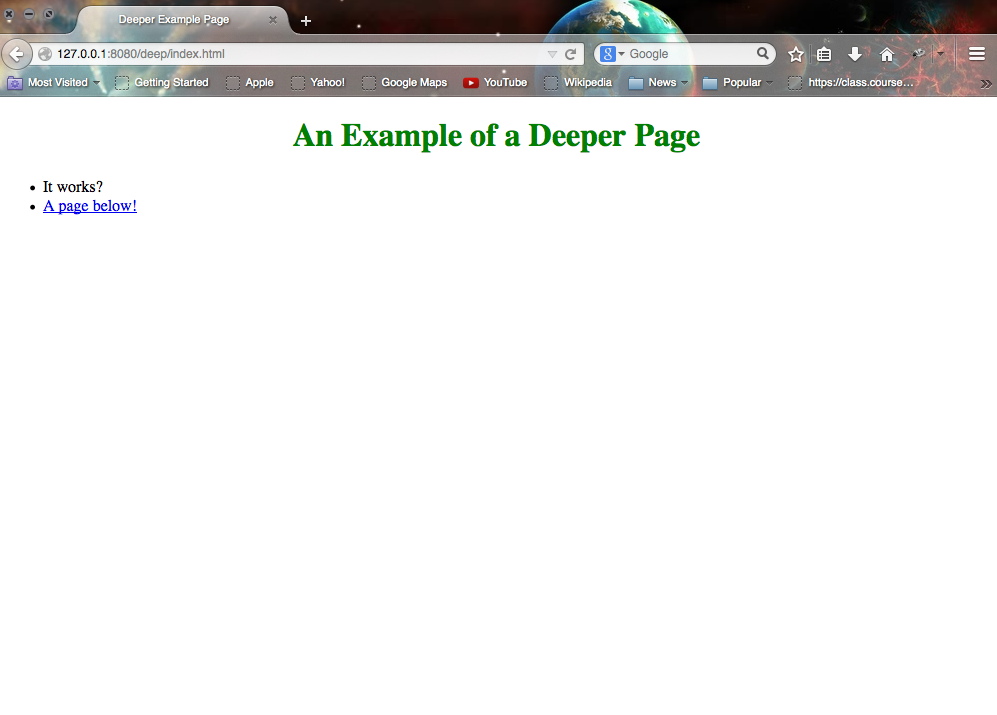 Deeper Example Page
127.0.0.1:8080/deep/index.html Google
Most Visited Getting Started Apple Yahoo! Google Maps YouTube Wikipedia News Popular https://class.course...
An Example of a Deeper Page
• It works?
• A page below!